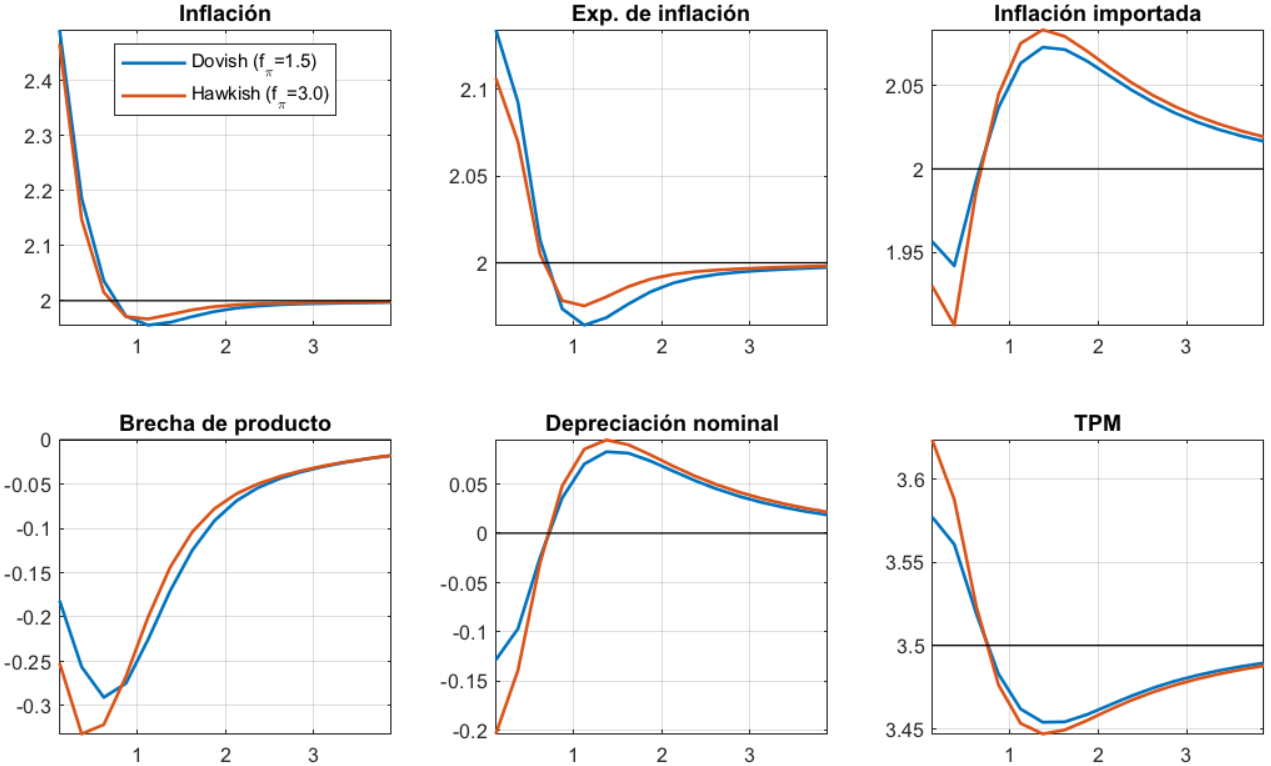 Inflación
2.4
2.3
2.2
2.1
2
1 2 3
Dovish (fπ=1.5)
Hawkish (fπ=3.0)
Exp. de inflación
2.1
2.05
2
1 2 3
Inflación importada
2.05
2
1.95
1 2 3
Brecha de producto
0
-0.05
-0.1
-0.15
-0.2
-0.25
-0.3
1 2 3
Depreciación nominal
0.05
0
-0.05
-0.1
-0.15
-0.2
1 2 3
TPM
3.6
3.55
3.5
3.45
1 2 3